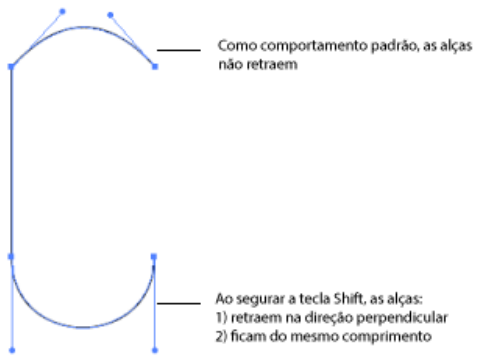 Como comportamento padrão, as alças
não retraem
Ao segurar a tecla Shift, as alças:
1) retraem na direção perpendicular
2) ficam do mesmo comprimento